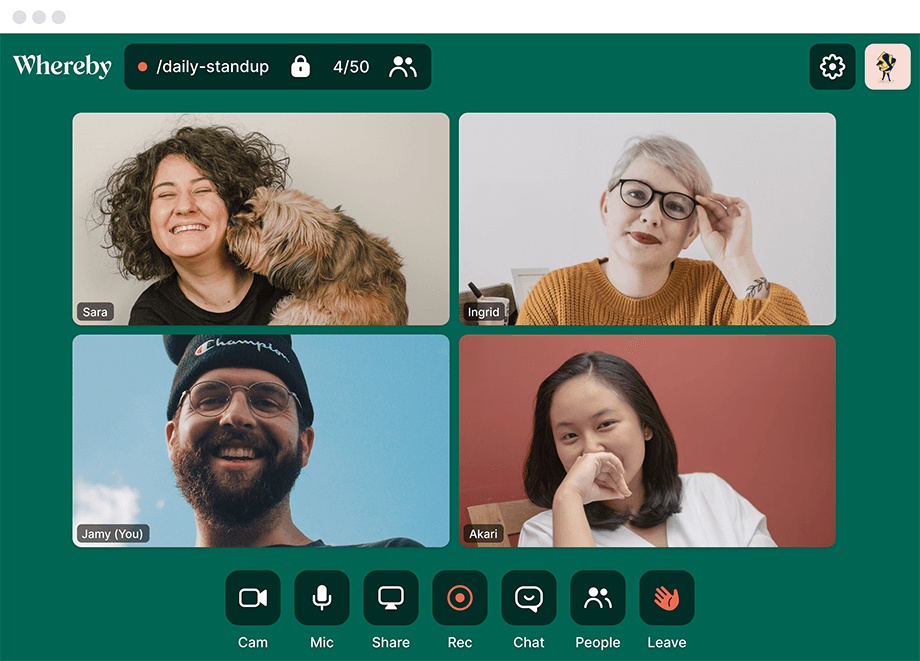 Whereby
/daily-standup
4/50
Sara
Ingrid
Champion
Jamy (You)
Akari
Cam
Mic
Share
Rec
Chat
People
Leave